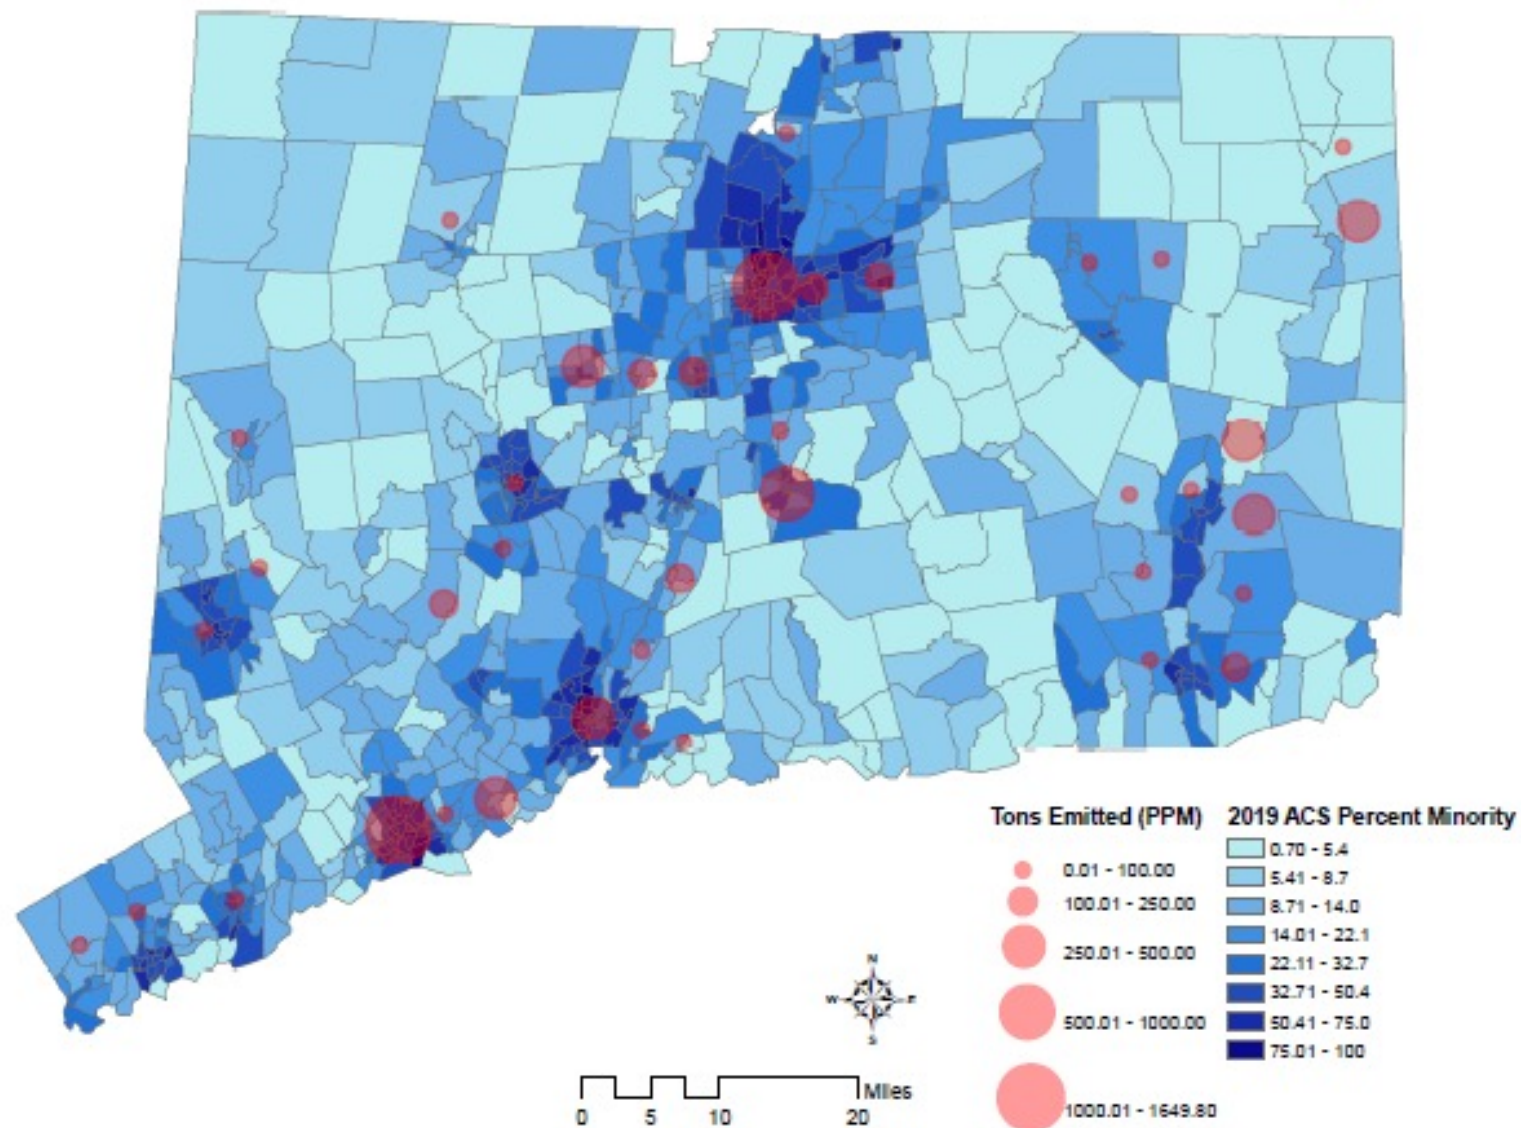 Tons Emitted (PPM)
0.01 - 100.00
100.01 - 250.00
250.01 - 500.00
500.01 - 1000.00
1000.01 - 1649.80
2019 ACS Percent Minority
0.70 - 5.4
5.41 - 8.7
8.71 - 14.0
14.01 - 22.1
22.11 - 32.7
32.71 - 50.4
50.41 - 75.0
75.01 - 100
N
W E
S
Miles
0 5 10 20